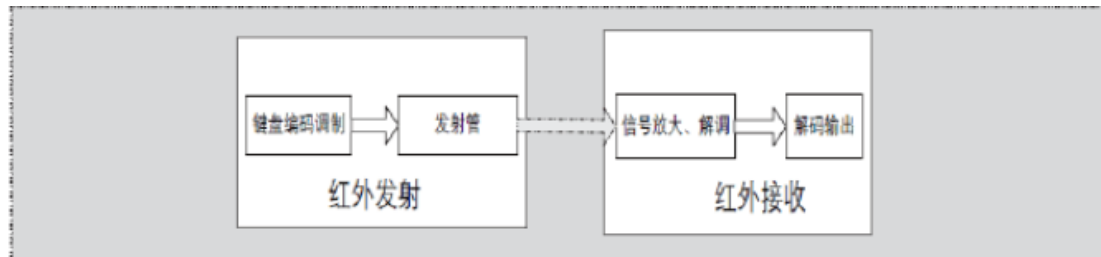 键盘编码调制
发射管
信号放大、解调
解码输出
红外发射
红外接收